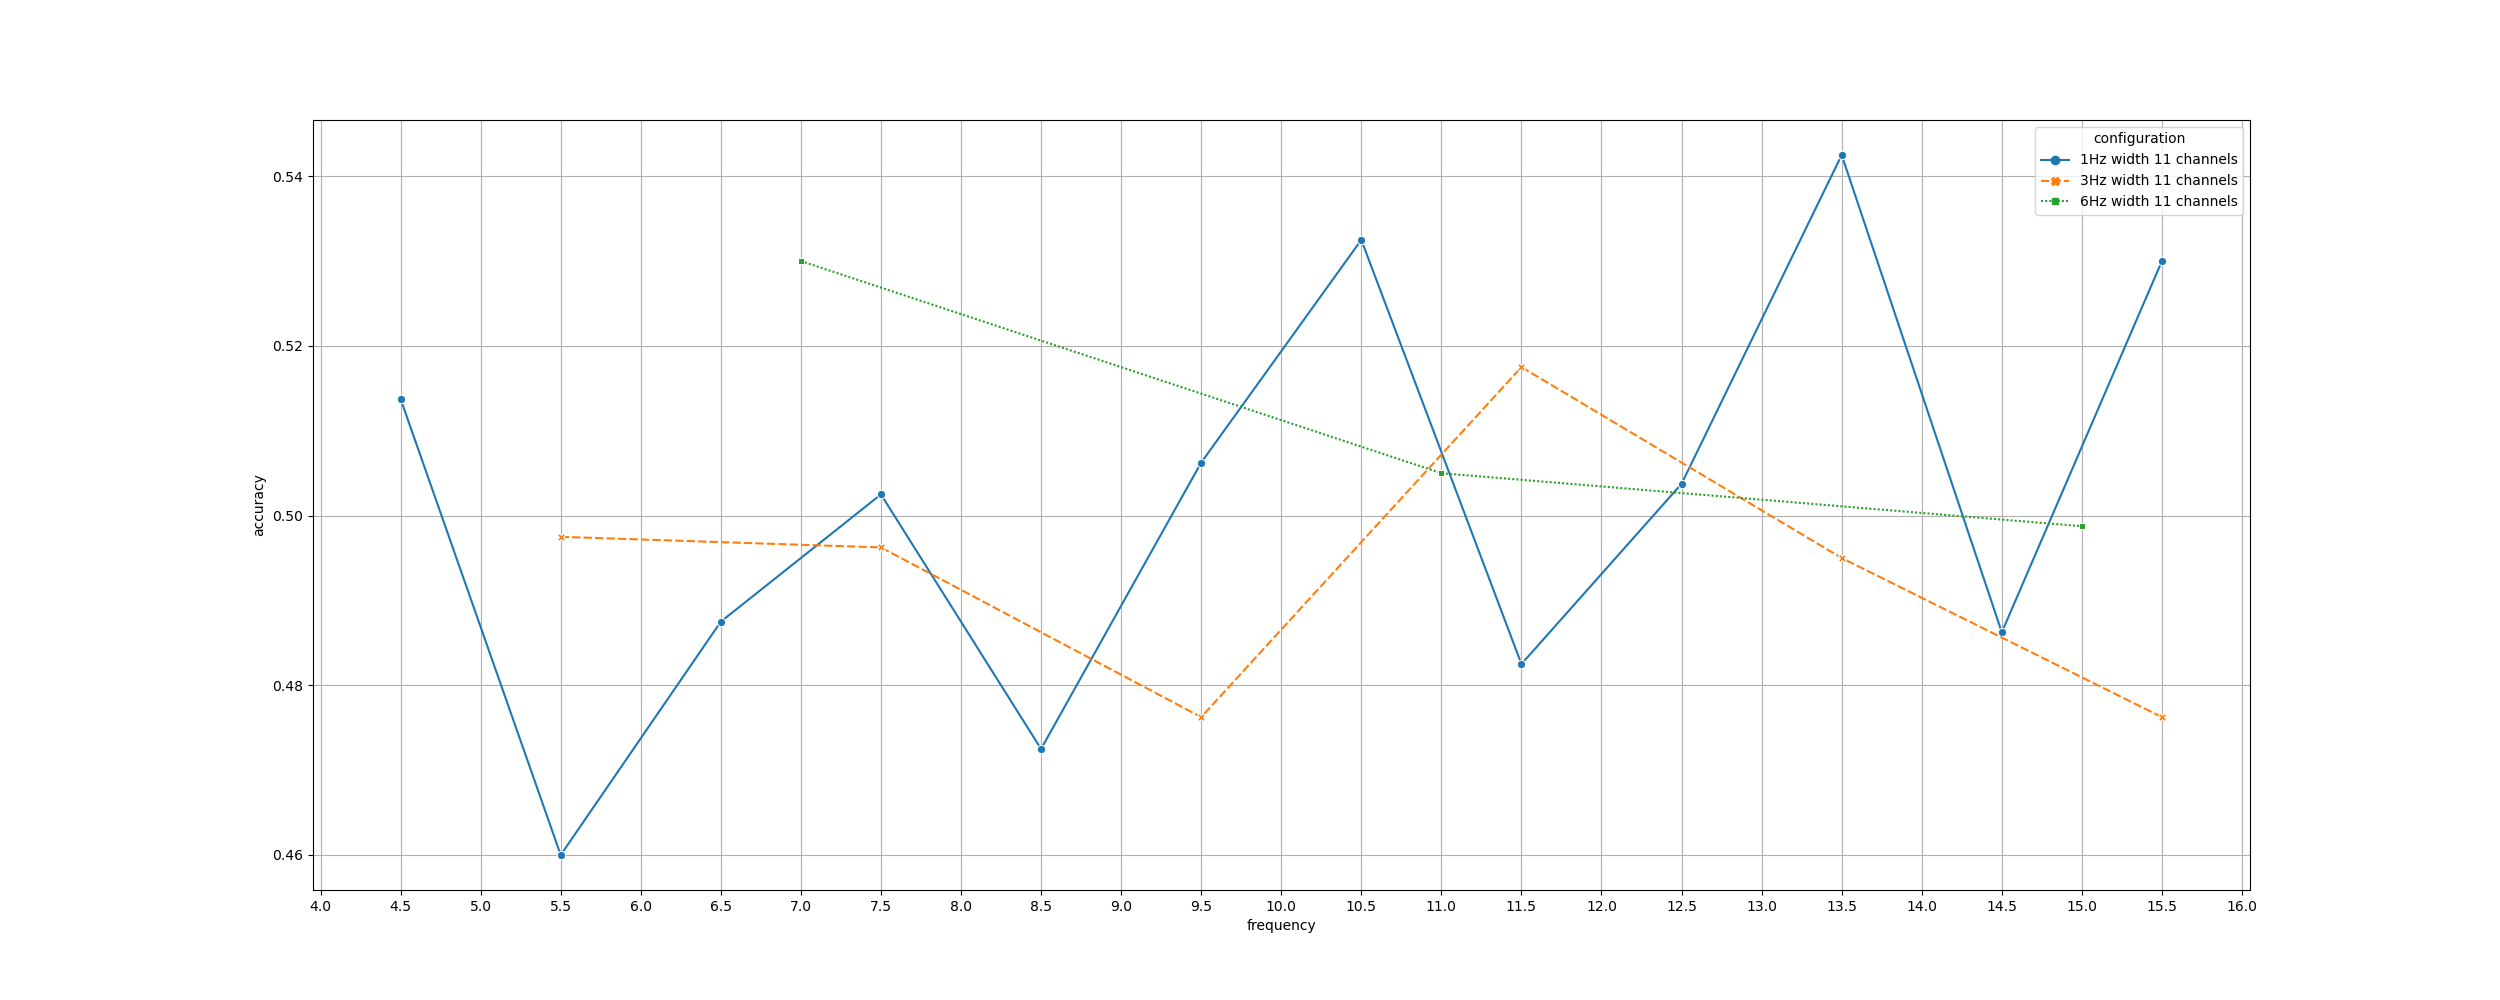 configuration
1Hz width 11 channels
3Hz width 11 channels
6Hz width 11 channels
0.54
0.52
0.50
0.48
0.46
accuracy
4.0 4.5 5.0 5.5 6.0 6.5 7.0 7.5 8.0 8.5 9.0 9.5 10.0 10.5 11.0 11.5 12.0 12.5 13.0 13.5 14.0 14.5 15.0 15.5 16.0
frequency